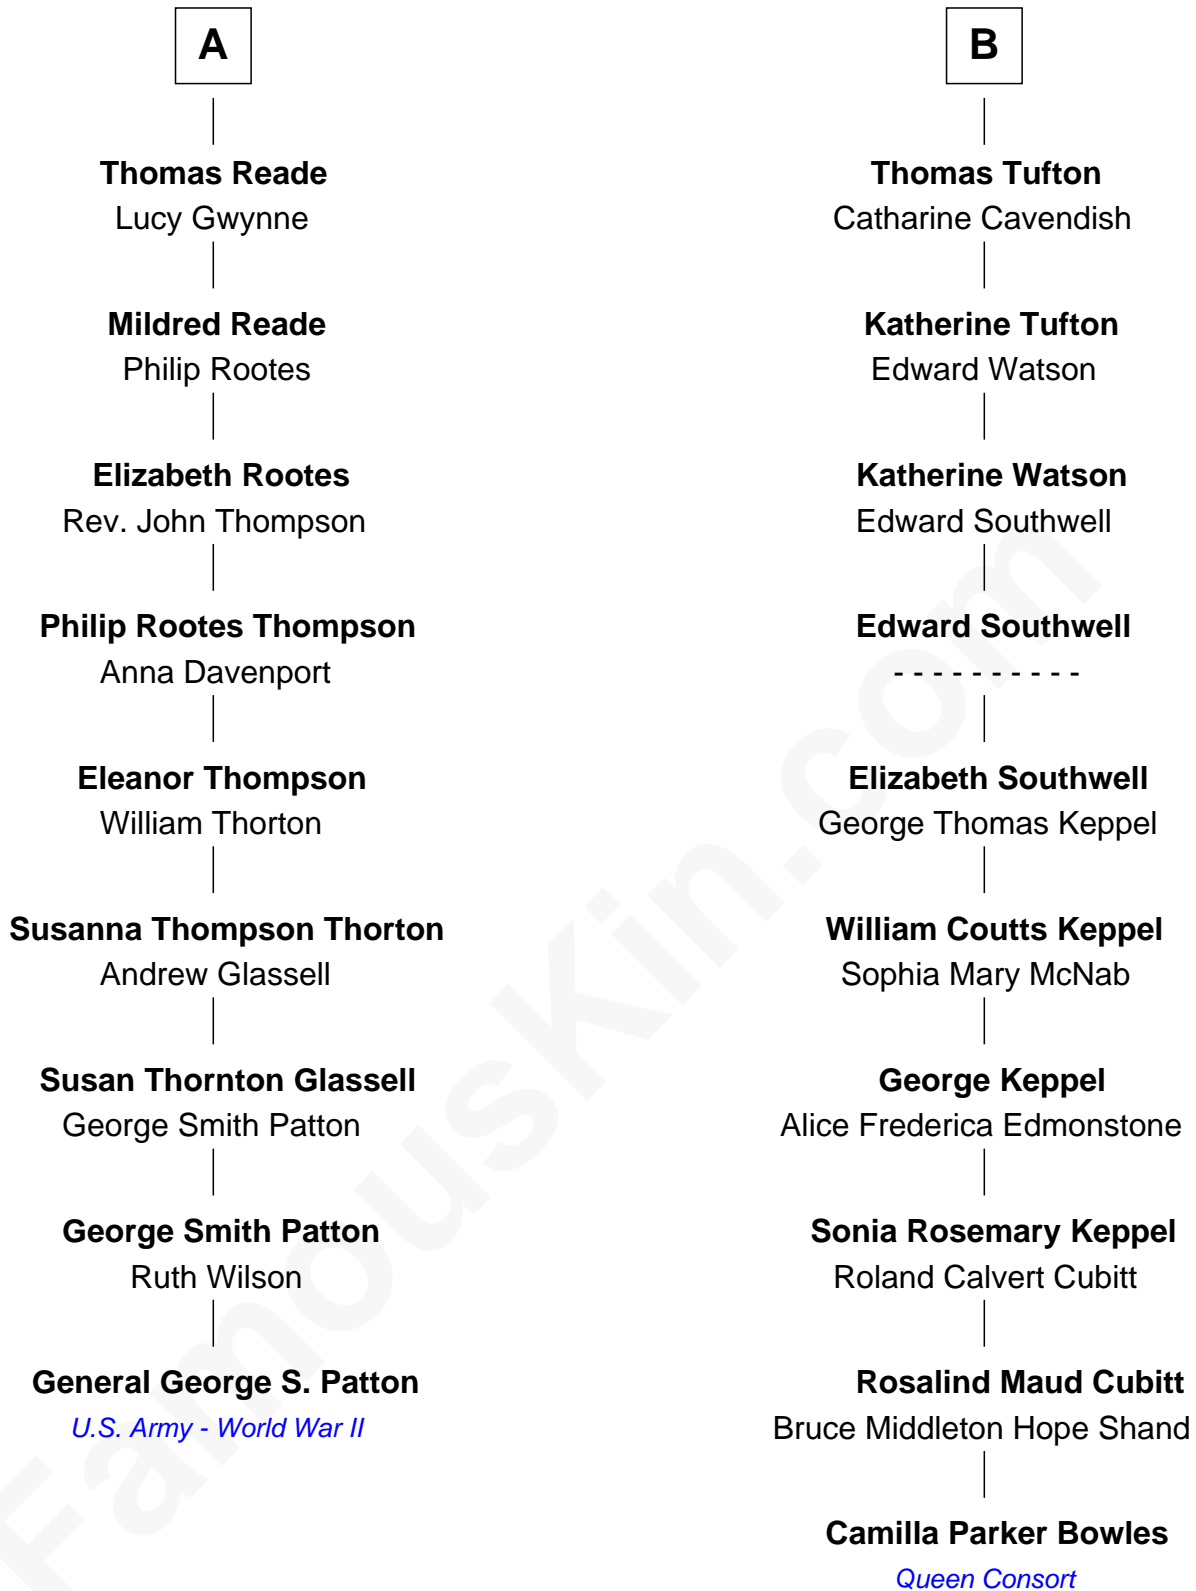 A
Thomas Reade
Lucy Gwynne
Mildred Reade
Philip Rootes
Elizabeth Rootes
Rev. John Thompson
Philip Rootes Thompson
Anna Davenport
Eleanor Thompson
William Thorton
Susanna Thompson Thorton
Andrew Glassell
Susan Thornton Glassell
George Smith Patton
George Smith Patton
Ruth Wilson
General George S. Patton
U.S. Army - World War II
B
Thomas Tufton
Catharine Cavendish
Katherine Tufton
Edward Watson
Katherine Watson
Edward Southwell
Edward Southwell
- - - - - - - - - -
Elizabeth Southwell
George Thomas Keppel
William Coutts Keppel
Sophia Mary McNab
George Keppel
Alice Frederica Edmonstone
Sonia Rosemary Keppel
Roland Calvert Cubitt
Rosalind Maud Cubitt
Bruce Middleton Hope Shand
Camilla Parker Bowles
Queen Consort
FamousKin.com